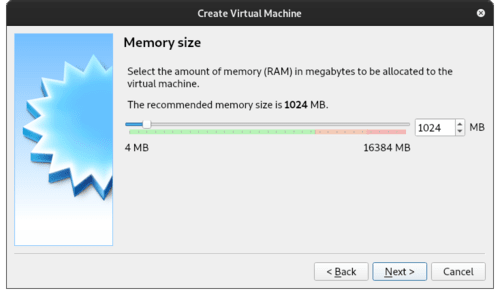 Create Virtual Machine
Memory size
Select the amount of memory (RAM) in megabytes to be allocated to the
virtual machine.
The recommended memory size is 1024 MB.
1024 MB
4 MB 16384 MB
< Back Next > Cancel